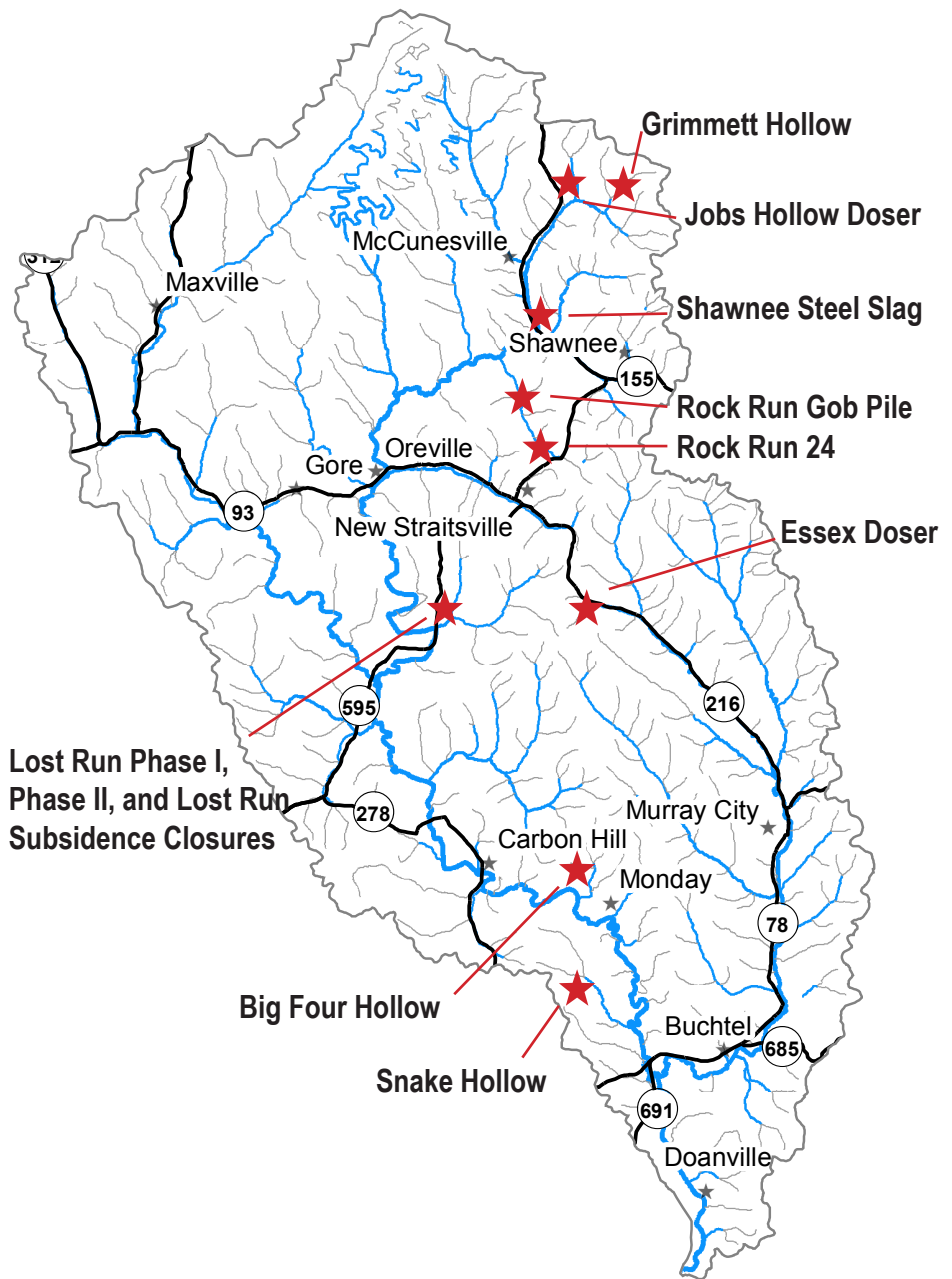 Grimmett Hollow
Jobs Hollow Doser
McCunesville
Maxville
Shawnee Steel Slag
Shawnee
155
Rock Run Gob Pile
Rock Run 24
Oreville
Gore
93
New Straitsville
Essex Doser
595
216
Lost Run Phase I,
Phase II, and Lost Run
Subsidence Closures
278
Murray City
Carbon Hill
Monday
78
Big Four Hollow
Buchtel
685
Snake Hollow
691
Doanville